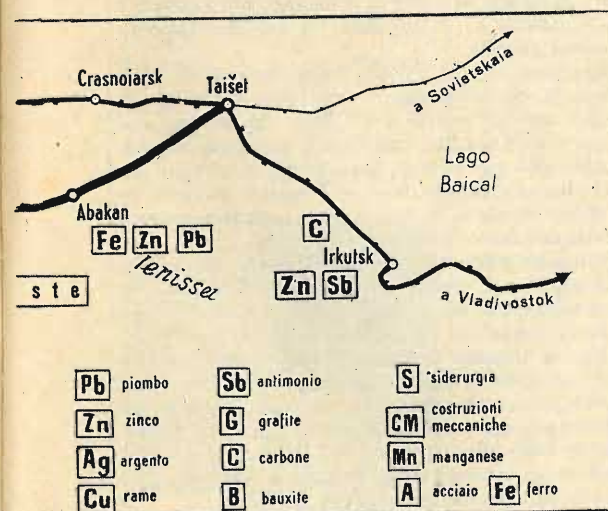 Crasnojarsk
Taišet
a Sovietskaia
Lago
Baical
Abakan
Fe Zn Pb
Ienissei
C
Irkutsk
Zn Sb
a Vladivostok
s t e
Pb piombo
Zn zinco
Ag argento
Cu rame
Sb antimonio
G grafite
C carbone
B bauxite
S siderurgia
CM costruzioni
meccaniche
Mn manganese
A acciaio Fe ferro